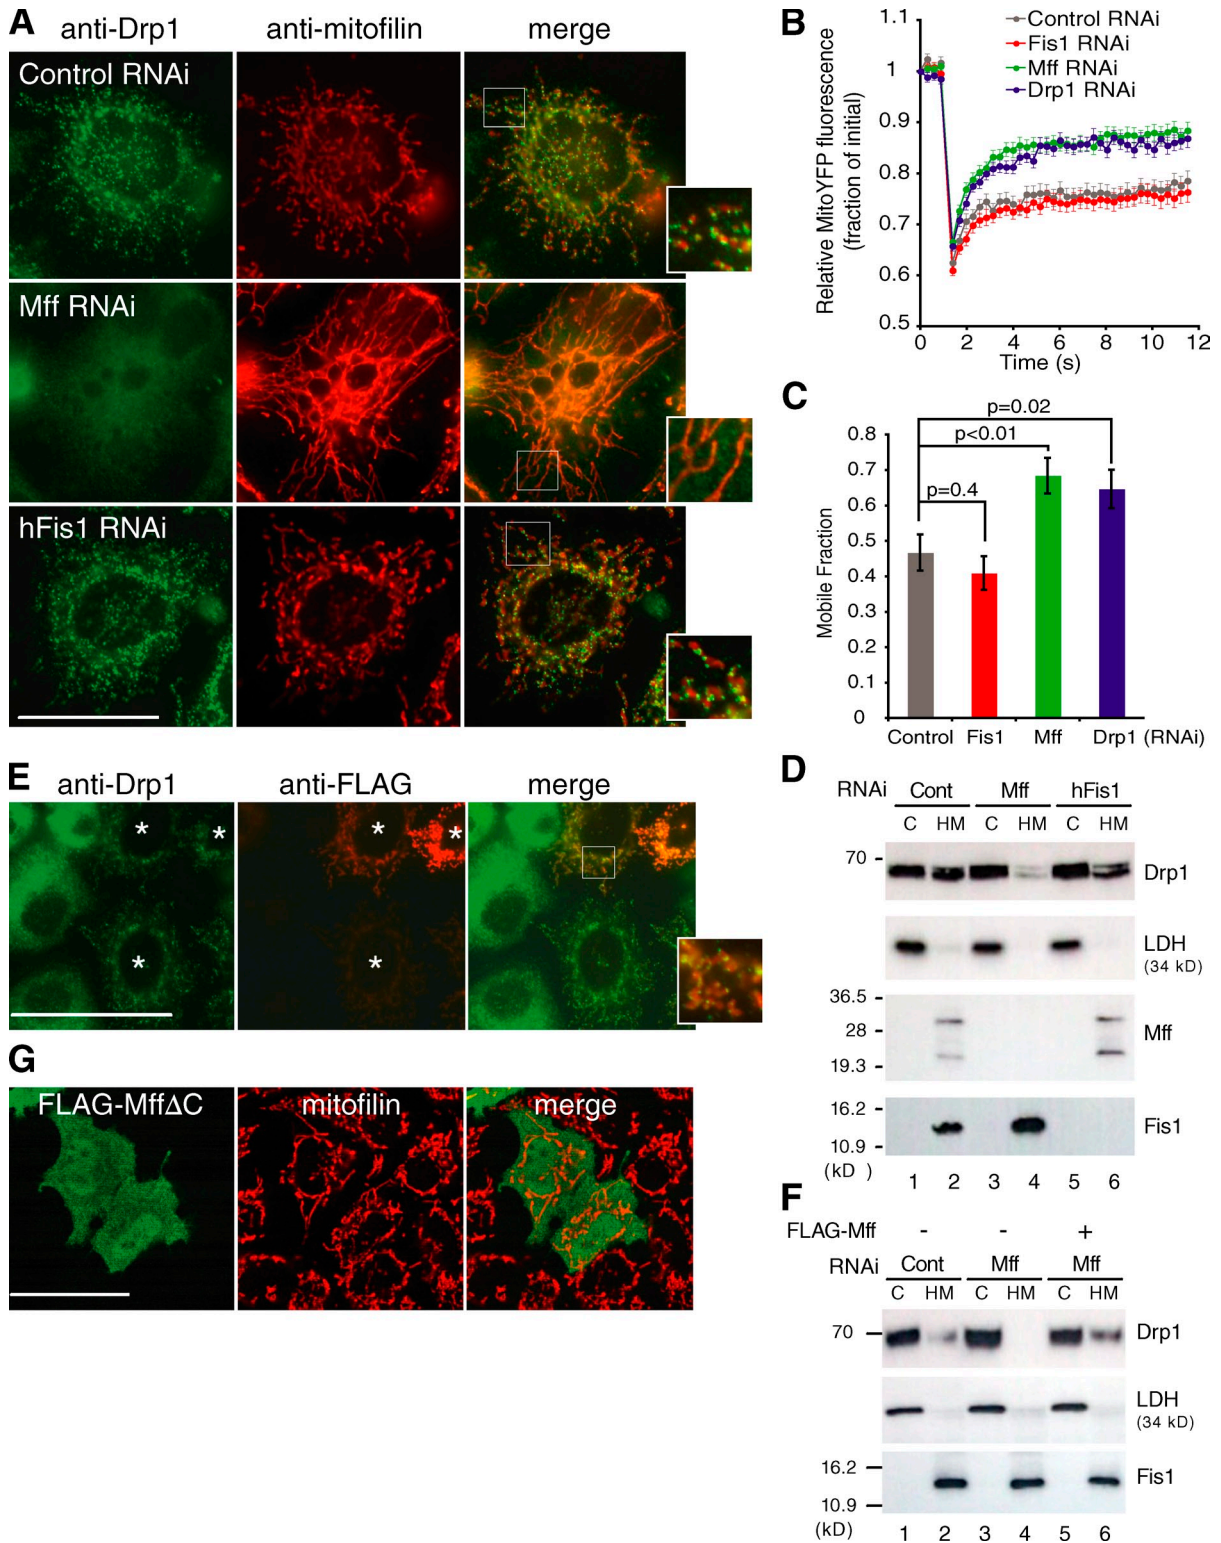 A
anti-Drp1 anti-mitofilin merge
Control RNAi
Mff RNAi
hFis1 RNAi
B
Relative MitoYFP fluorescence
(fraction of initial)
1.1
1
0.9
0.8
0.7
0.6
0.5
Control RNAi
Fis1 RNAi
Mff RNAi
Drp1 RNAi
0 2 4 6 8 10 12
Time (s)
C
p=0.02
p<0.01
p=0.4
Mobile Fraction
0.8
0.7
0.6
0.5
0.4
0.3
0.2
0.1
0
Control Fis1 Mff Drp1 (RNAi)
D
RNAi Cont Mff hFis1
C HM C HM C HM
70 Drp1
LDH
(34 kD)
36.5
28 Mff
19.3
16.2 Fis1
10.9
(kD )
1 2 3 4 5 6
E
anti-Drp1 anti-FLAG merge
* * * *
* *
F
FLAG-Mff - - +
RNAi Cont Mff Mff
C HM C HM C HM
70 Drp1
LDH
(34 kD)
16.2 Fis1
10.9
(kD)
1 2 3 4 5 6
G
FLAG-MffΔC mitofilin merge